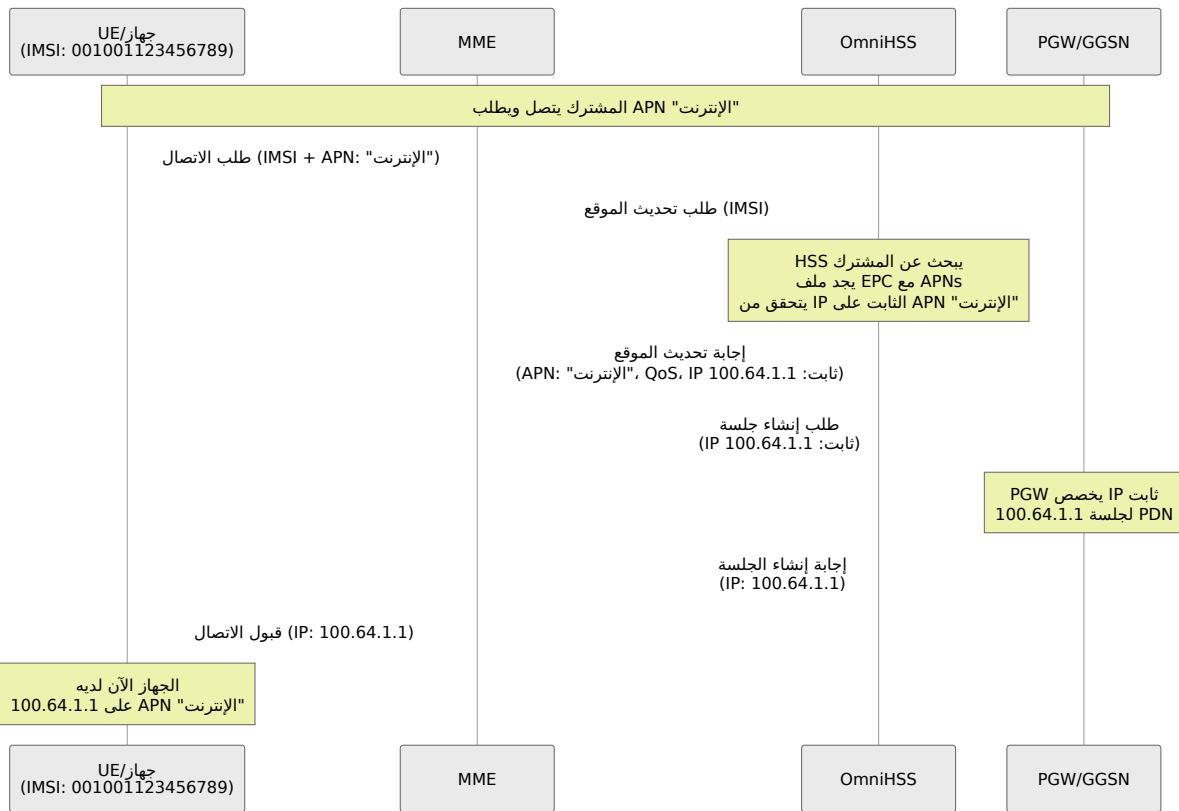 UE/جهاز
(IMSI: 001001123456789)
MME
OmniHSS
PGW/GGSN
المشترك يتصل ويطلب APN "الإنترنت"
طلب الاتصال (IMSI + APN: "الإنترنت")
طلب تحديث الموقع (IMSI)
HSS يبحث عن المشترك
يجد ملف EPC مع APNs
يتحقق من IP الثابت على APN "الإنترنت"
إجابة تحديث الموقع
(APN: "الإنترنت"، QoS، IP ثابت: 100.64.1.1)
طلب إنشاء جلسة
(IP ثابت: 100.64.1.1)
PGW يخصص IP ثابت
100.64.1.1 لجلسة PDN
إجابة إنشاء الجلسة
(IP: 100.64.1.1)
قبول الاتصال (IP: 100.64.1.1)
الجهاز الآن لديه
100.64.1.1 على APN "الإنترنت"
UE/جهاز
(IMSI: 001001123456789)
MME
OmniHSS
PGW/GGSN